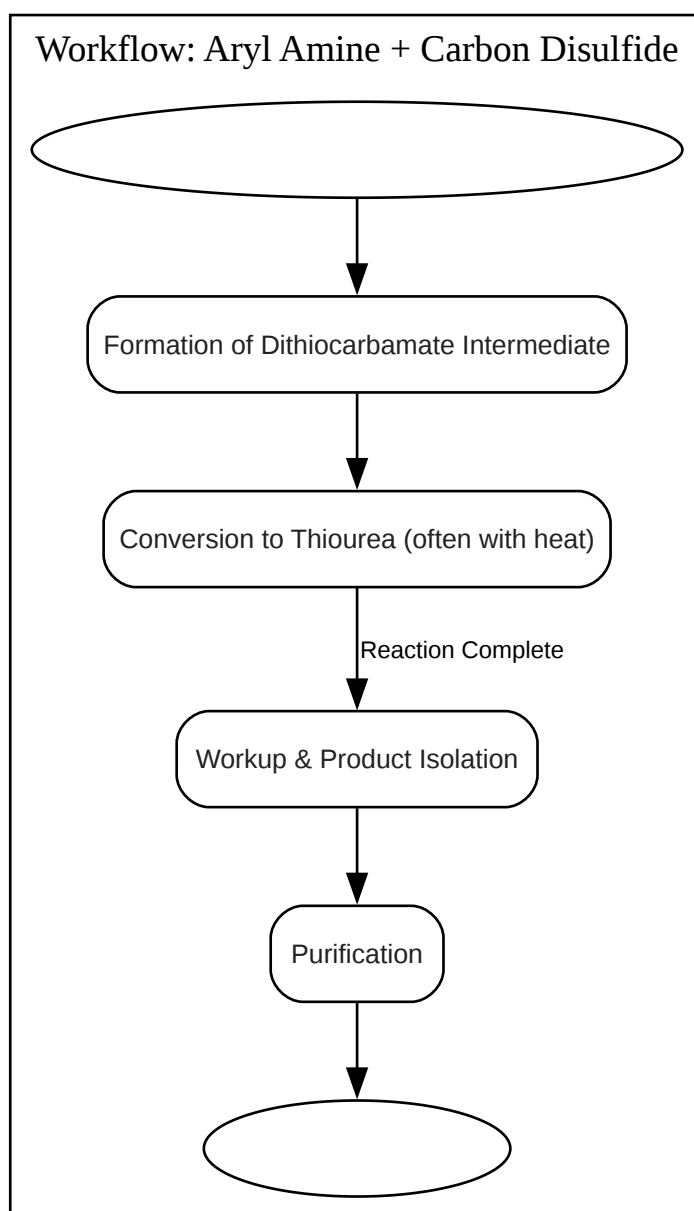 Workflow: Aryl Amine + Carbon Disulfide
Formation of Dithiocarbamate Intermediate
Conversion to Thiourea (often with heat)
Reaction Complete
Workup & Product Isolation
Purification